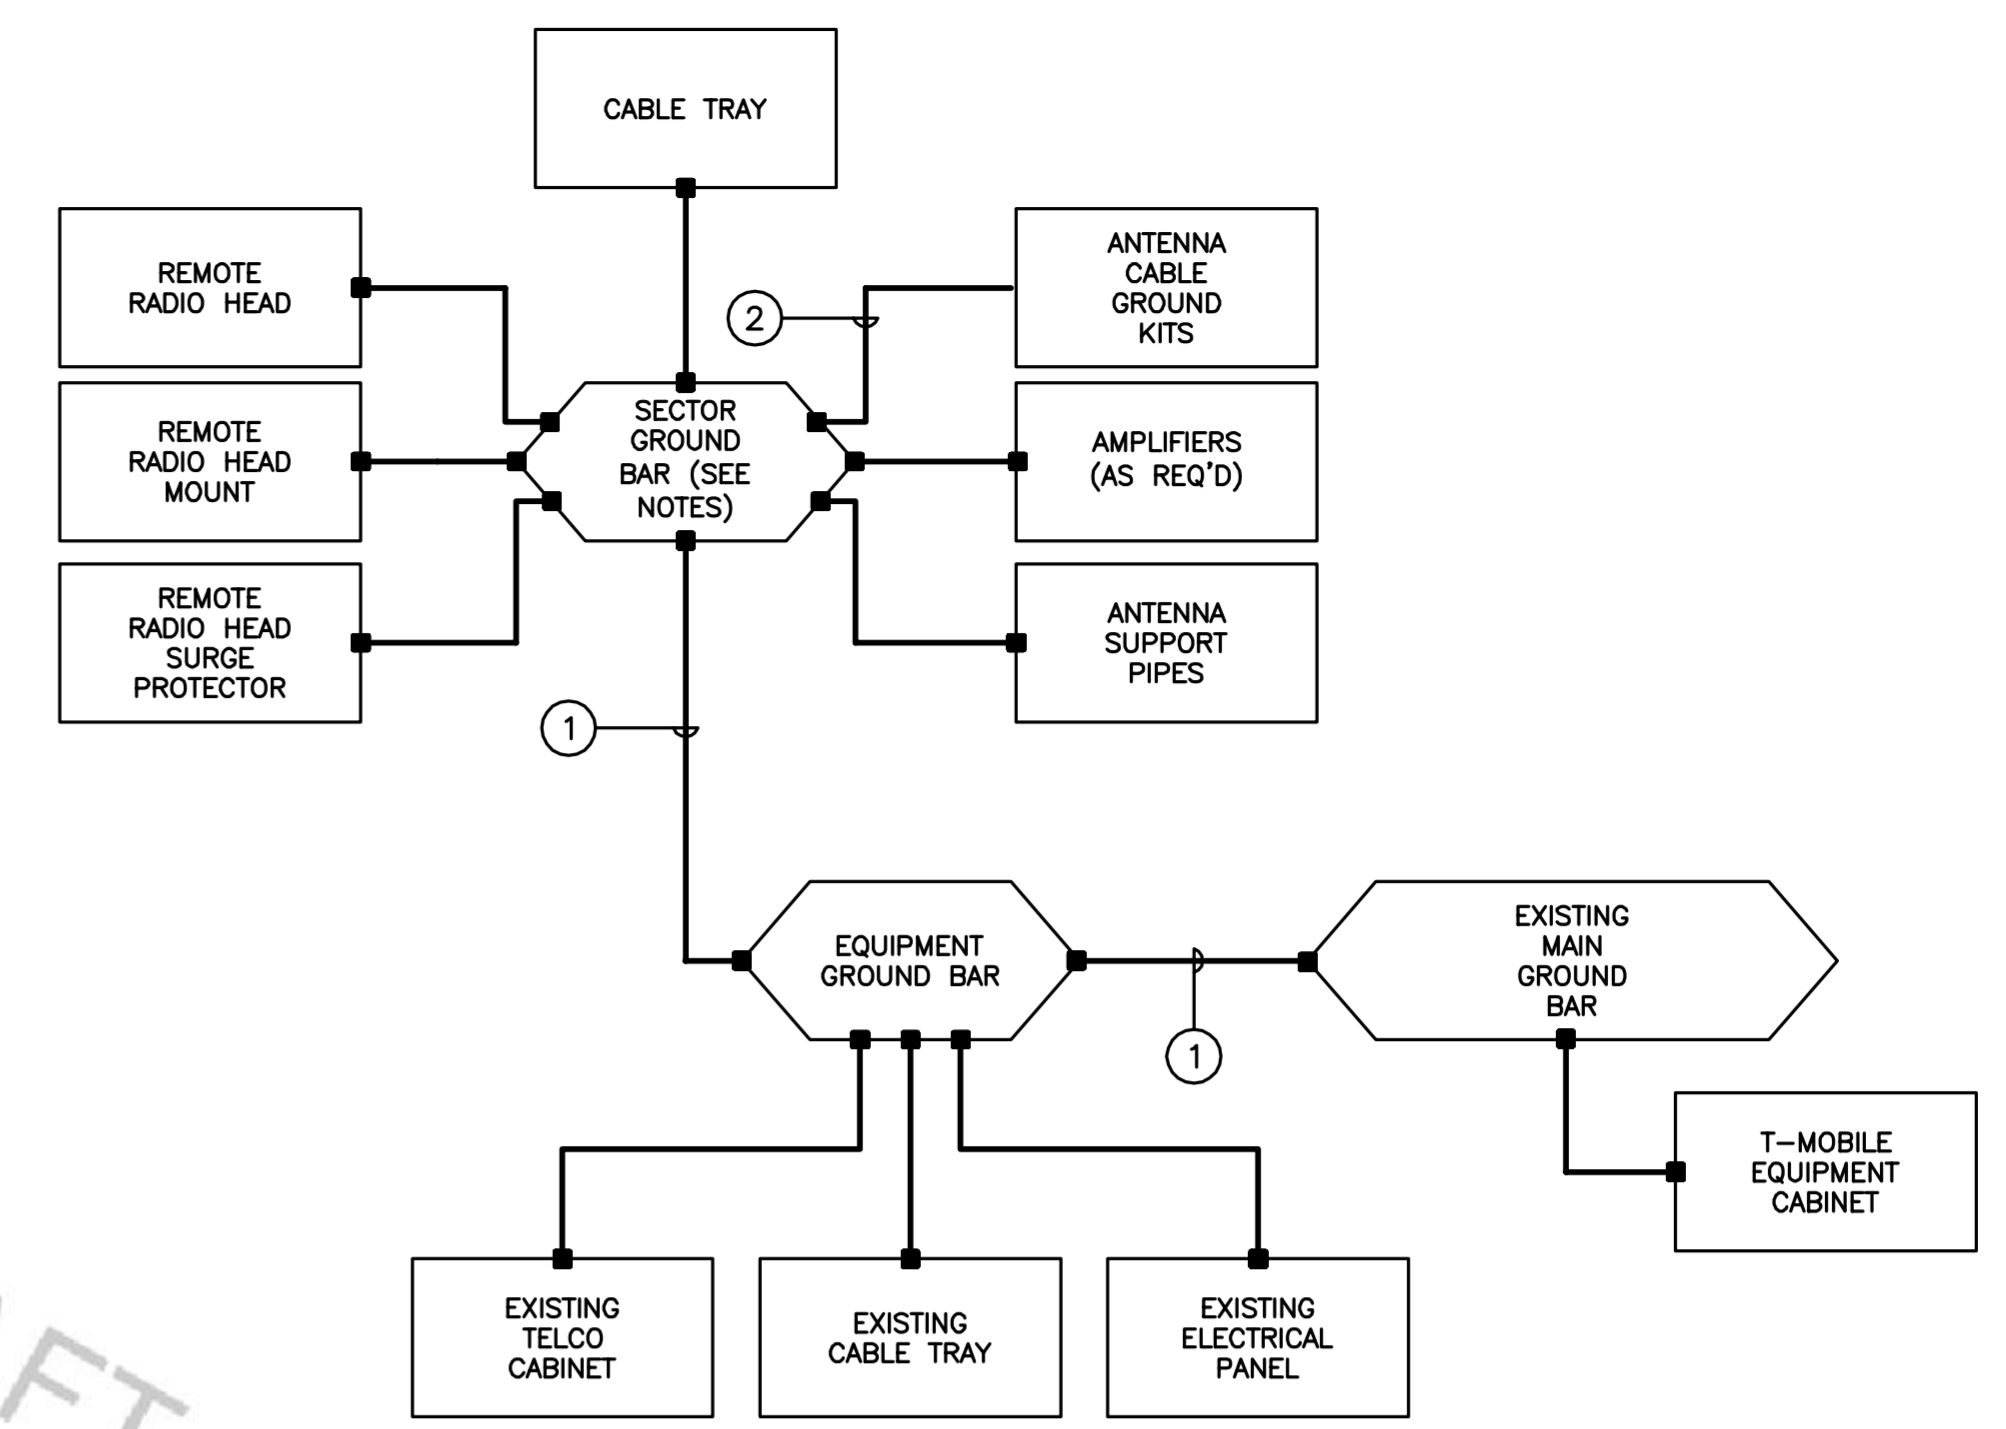 CABLE TRAY
REMOTE
RADIO HEAD
ANTENNA
CABLE
GROUND
KITS
2
REMOTE
RADIO HEAD
MOUNT
SECTOR
GROUND
BAR (SEE
NOTES)
AMPLIFIERS
(AS REQ'D)
REMOTE
RADIO HEAD
SURGE
PROTECTOR
ANTENNA
SUPPORT
PIPES
1
EQUIPMENT
GROUND BAR
EXISTING
MAIN
GROUND
BAR
1
T-MOBILE
EQUIPMENT
CABINET
EXISTING
TELCO
CABINET
EXISTING
CABLE TRAY
EXISTING
ELECTRICAL
PANEL
FT